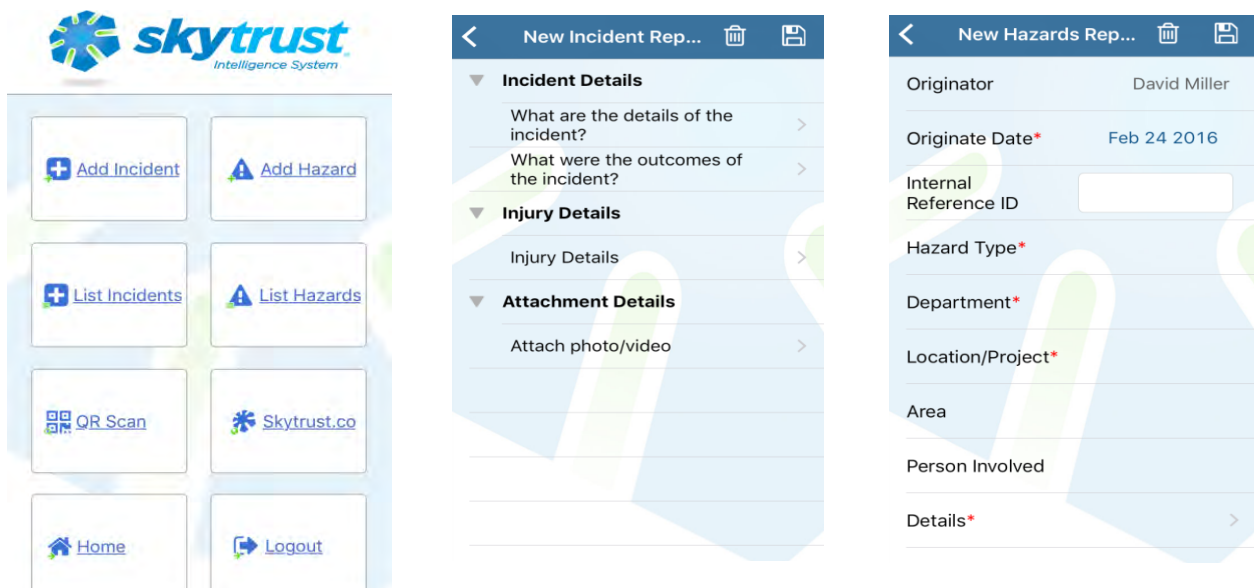 skytrust
Intelligence System
Add Incident
Add Hazard
List Incidents
List Hazards
QR Scan
Skytrust.co
Home
Logout
New Incident Rep...
Incident Details
What are the details of the
incident?
What were the outcomes of
the incident?
Injury Details
Injury Details
Attachment Details
Attach photo/video
New Hazards Rep...
Originator David Miller
Originate Date* Feb 24 2016
Internal
Reference ID
Hazard Type*
Department*
Location/Project*
Area
Person Involved
Details*